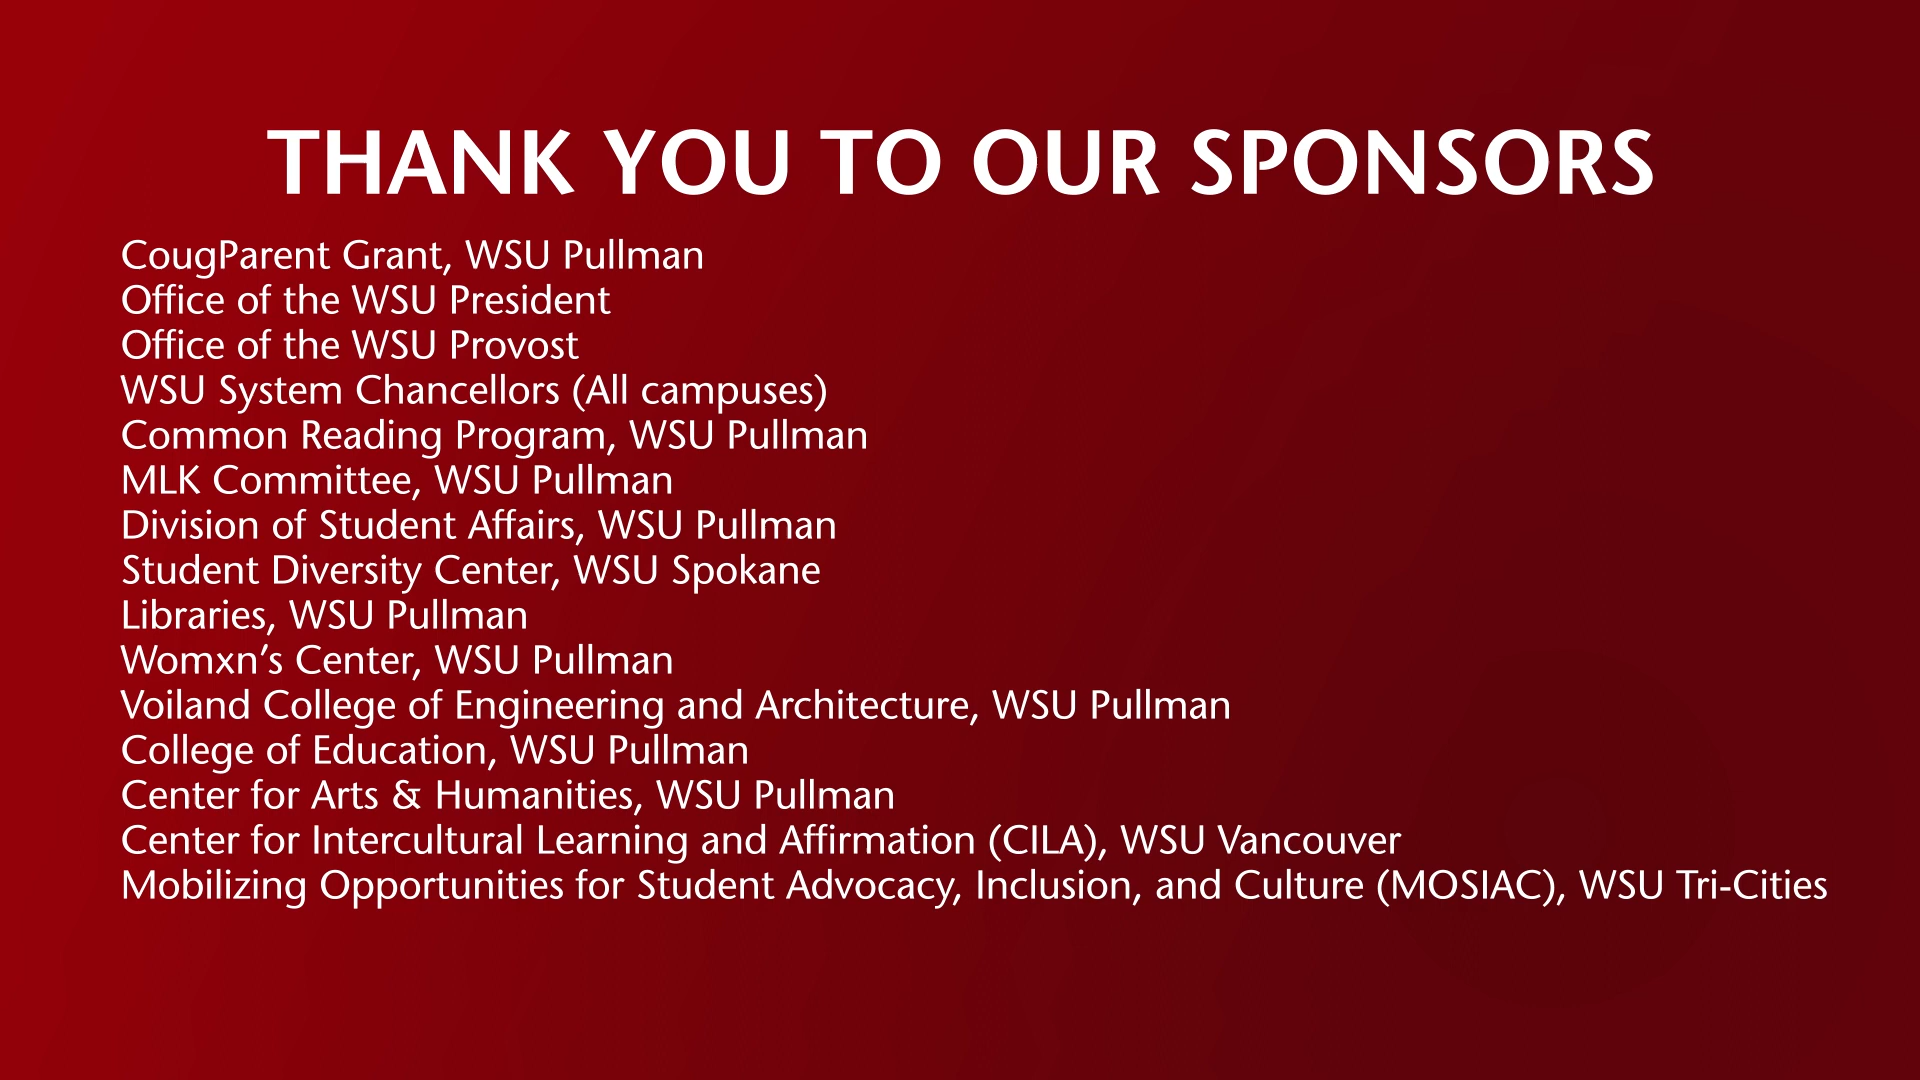 THANK YOU TO OUR SPONSORS
CougParent Grant, WSU Pullman
Office of the WSU President
Office of the WSU Provost
WSU System Chancellors (All campuses)
Common Reading Program, WSU Pullman
MLK Committee, WSU Pullman
Division of Student Affairs, WSU Pullman
Student Diversity Center, WSU Spokane
Libraries, WSU Pullman
Womxn’s Center, WSU Pullman
Voiland College of Engineering and Architecture, WSU Pullman
College of Education, WSU Pullman
Center for Arts & Humanities, WSU Pullman
Center for Intercultural Learning and Affirmation (CILA), WSU Vancouver
Mobilizing Opportunities for Student Advocacy, Inclusion, and Culture (MOSIAC), WSU Tri-Cities